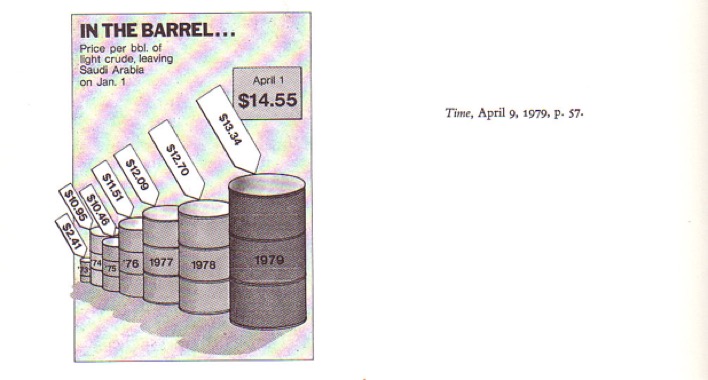 IN THE BARREL...
Price per bbl. of
light crude, leaving
Saudi Arabia
on Jan. 1
April 1
$14.55
$2.41
$10.95
$10.46
$11.51
$12.09
$12.70
$13.34
'73
'74
'75
'76
1977
1978
1979
Time, April 9, 1979, p. 57.